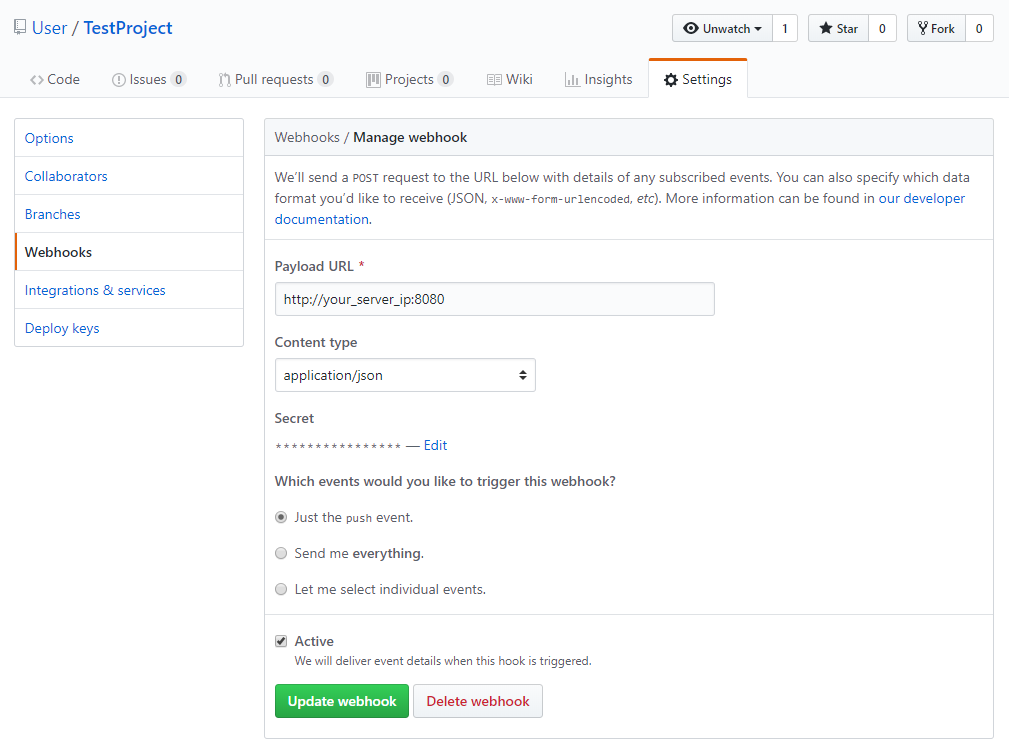 User / TestProject
Unwatch 1 Star 0 Fork 0
Code Issues 0 Pull requests 0 Projects 0 Wiki Insights Settings
Options
Collaborators
Branches
Webhooks
Integrations & services
Deploy keys
Webhooks / Manage webhook
We’ll send a POST request to the URL below with details of any subscribed events. You can also specify which data
format you’d like to receive (JSON, x-www-form-urlencoded, etc). More information can be found in our developer
documentation.
Payload URL *
http://your_server_ip:8080
Content type
application/json
Secret
**************** — Edit
Which events would you like to trigger this webhook?
Just the push event.
Send me everything.
Let me select individual events.
Active
We will deliver event details when this hook is triggered.
Update webhook Delete webhook